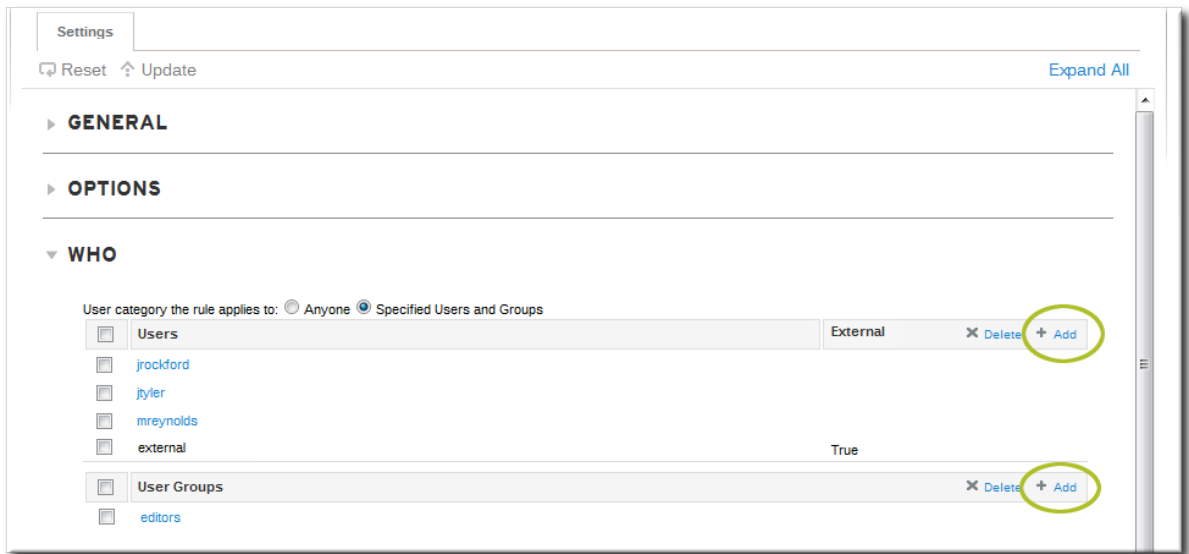 Settings
Reset Update Expand All
GENERAL
OPTIONS
WHO
User category the rule applies to: Anyone Specified Users and Groups
Users External Delete + Add
jrockford
jtyler
mreynolds
external True
User Groups Delete + Add
editors